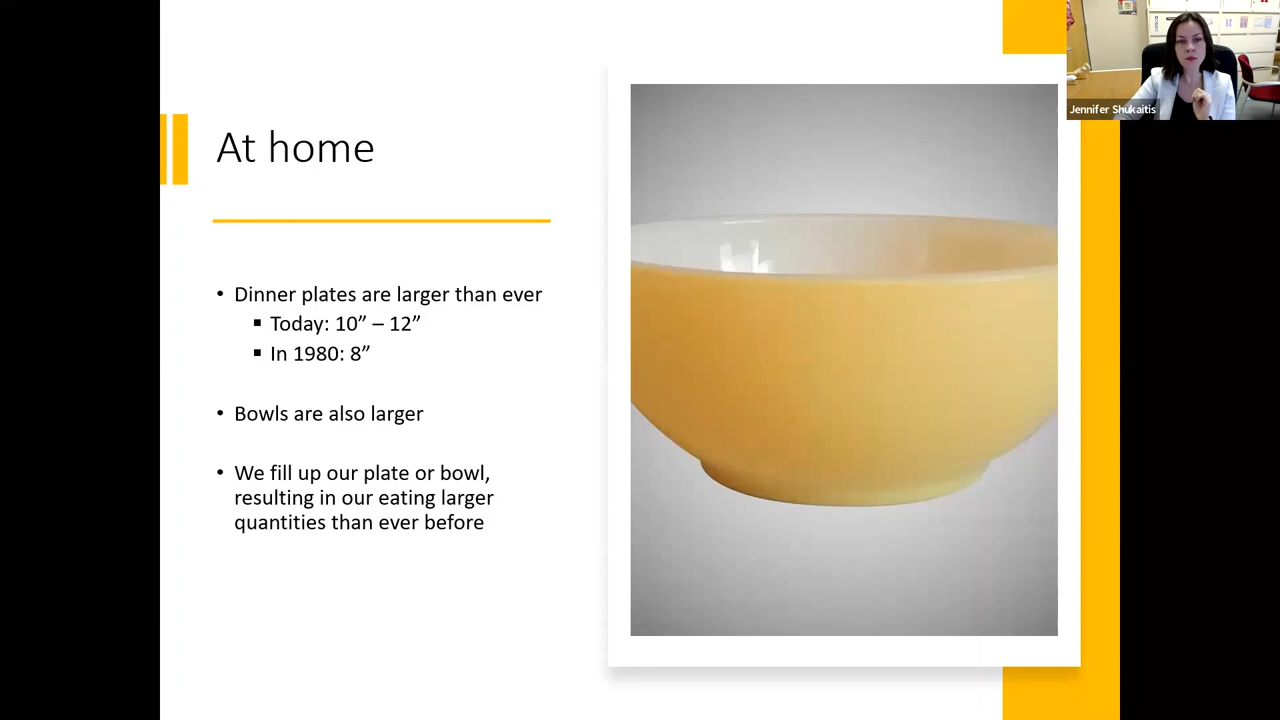 At home
• Dinner plates are larger than ever
▪ Today: 10” – 12”
▪ In 1980: 8”
• Bowls are also larger
• We fill up our plate or bowl,
resulting in our eating larger
quantities than ever before
Jennifer Shukaitis